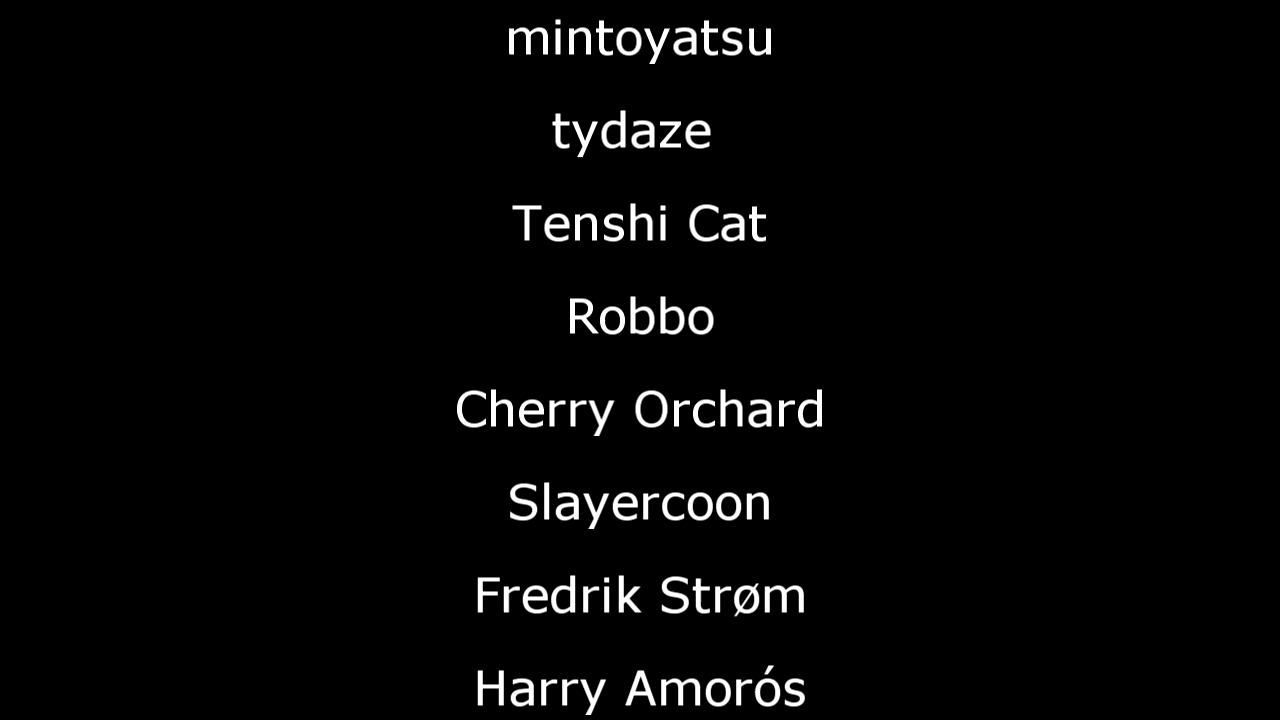 mintoyatsu
tydaze
Tenshi Cat
Robbo
Cherry Orchard
Slayercoon
Fredrik Strøm
Harry Amorós